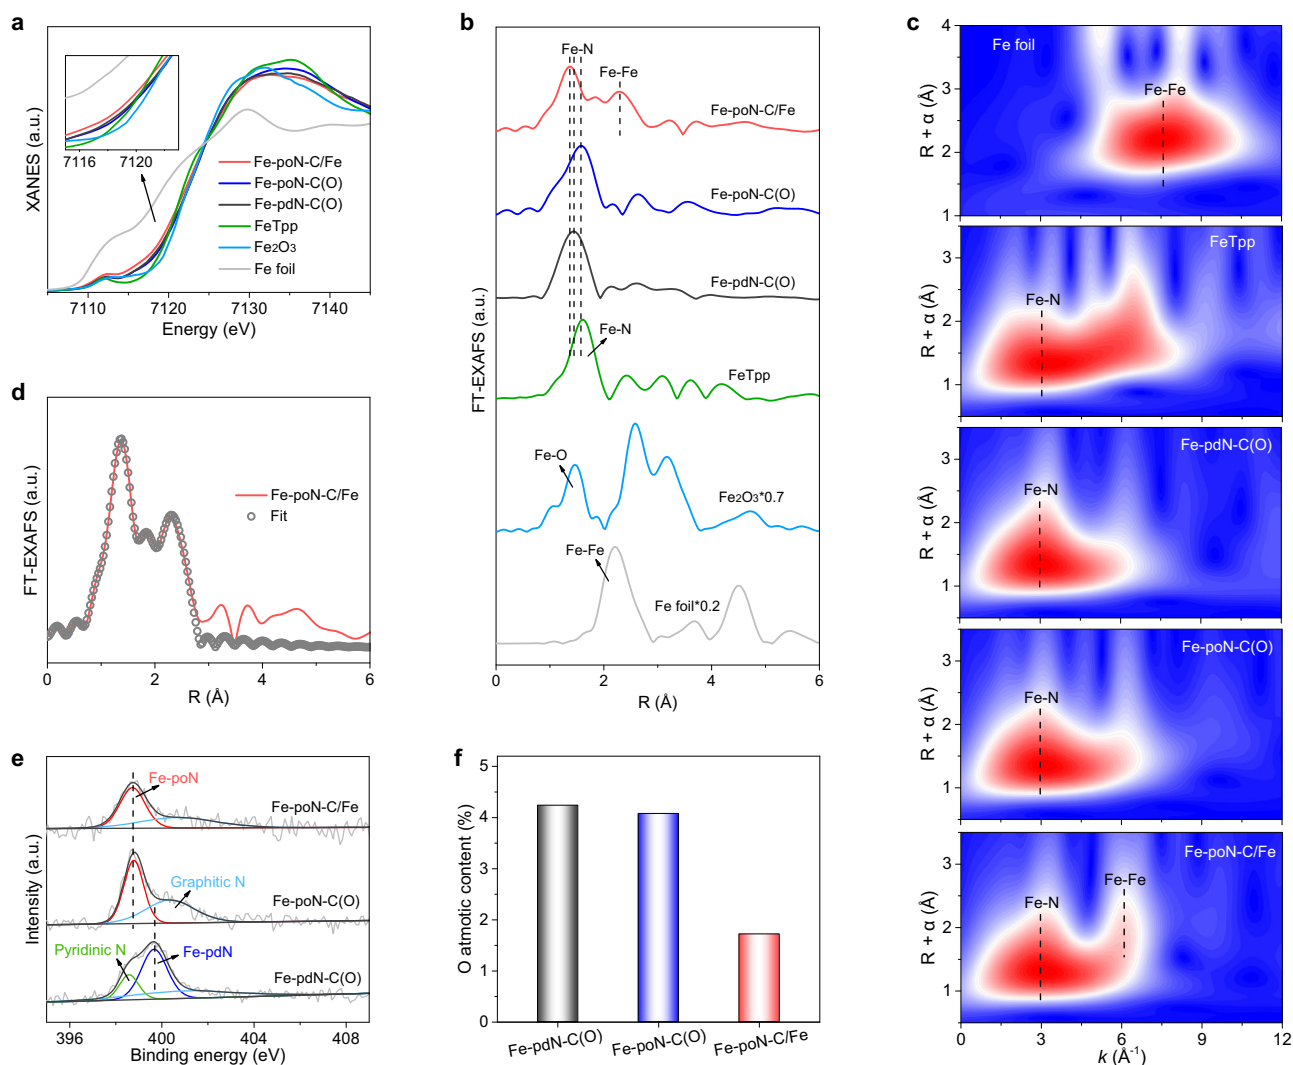 a
XANES (a.u.)
7116
7120
Fe-poN-C/Fe
Fe-poN-C(O)
Fe-pdN-C(O)
FeTpp
Fe₂O₃
Fe foil
7110
7120
7130
7140
Energy (eV)
b
FT-EXAFS (a.u.)
Fe-N
Fe-Fe
Fe-poN-C/Fe
Fe-poN-C(O)
Fe-pdN-C(O)
Fe-N
FeTpp
Fe-O
Fe₂O₃*0.7
Fe-Fe
Fe foil*0.2
0
2
4
6
R (Å)
c
R + α (Å)
4
3
2
1
Fe foil
Fe-Fe
R + α (Å)
3
2
1
FeTpp
Fe-N
R + α (Å)
3
2
1
Fe-pdN-C(O)
Fe-N
R + α (Å)
3
2
1
Fe-poN-C(O)
Fe-N
R + α (Å)
3
2
1
Fe-poN-C/Fe
Fe-Fe
Fe-N
0
3
6
9
12
k (Å⁻¹)
d
FT-EXAFS (a.u.)
Fe-poN-C/Fe
Fit
0
2
4
6
R (Å)
e
Intensity (a.u.)
Fe-poN
Fe-poN-C/Fe
Graphitic N
Fe-poN-C(O)
Pyridinic N
Fe-pdN
Fe-pdN-C(O)
396
400
404
408
Binding energy (eV)
f
O atmotic content (%)
5
4
3
2
1
0
Fe-pdN-C(O)
Fe-poN-C(O)
Fe-poN-C/Fe